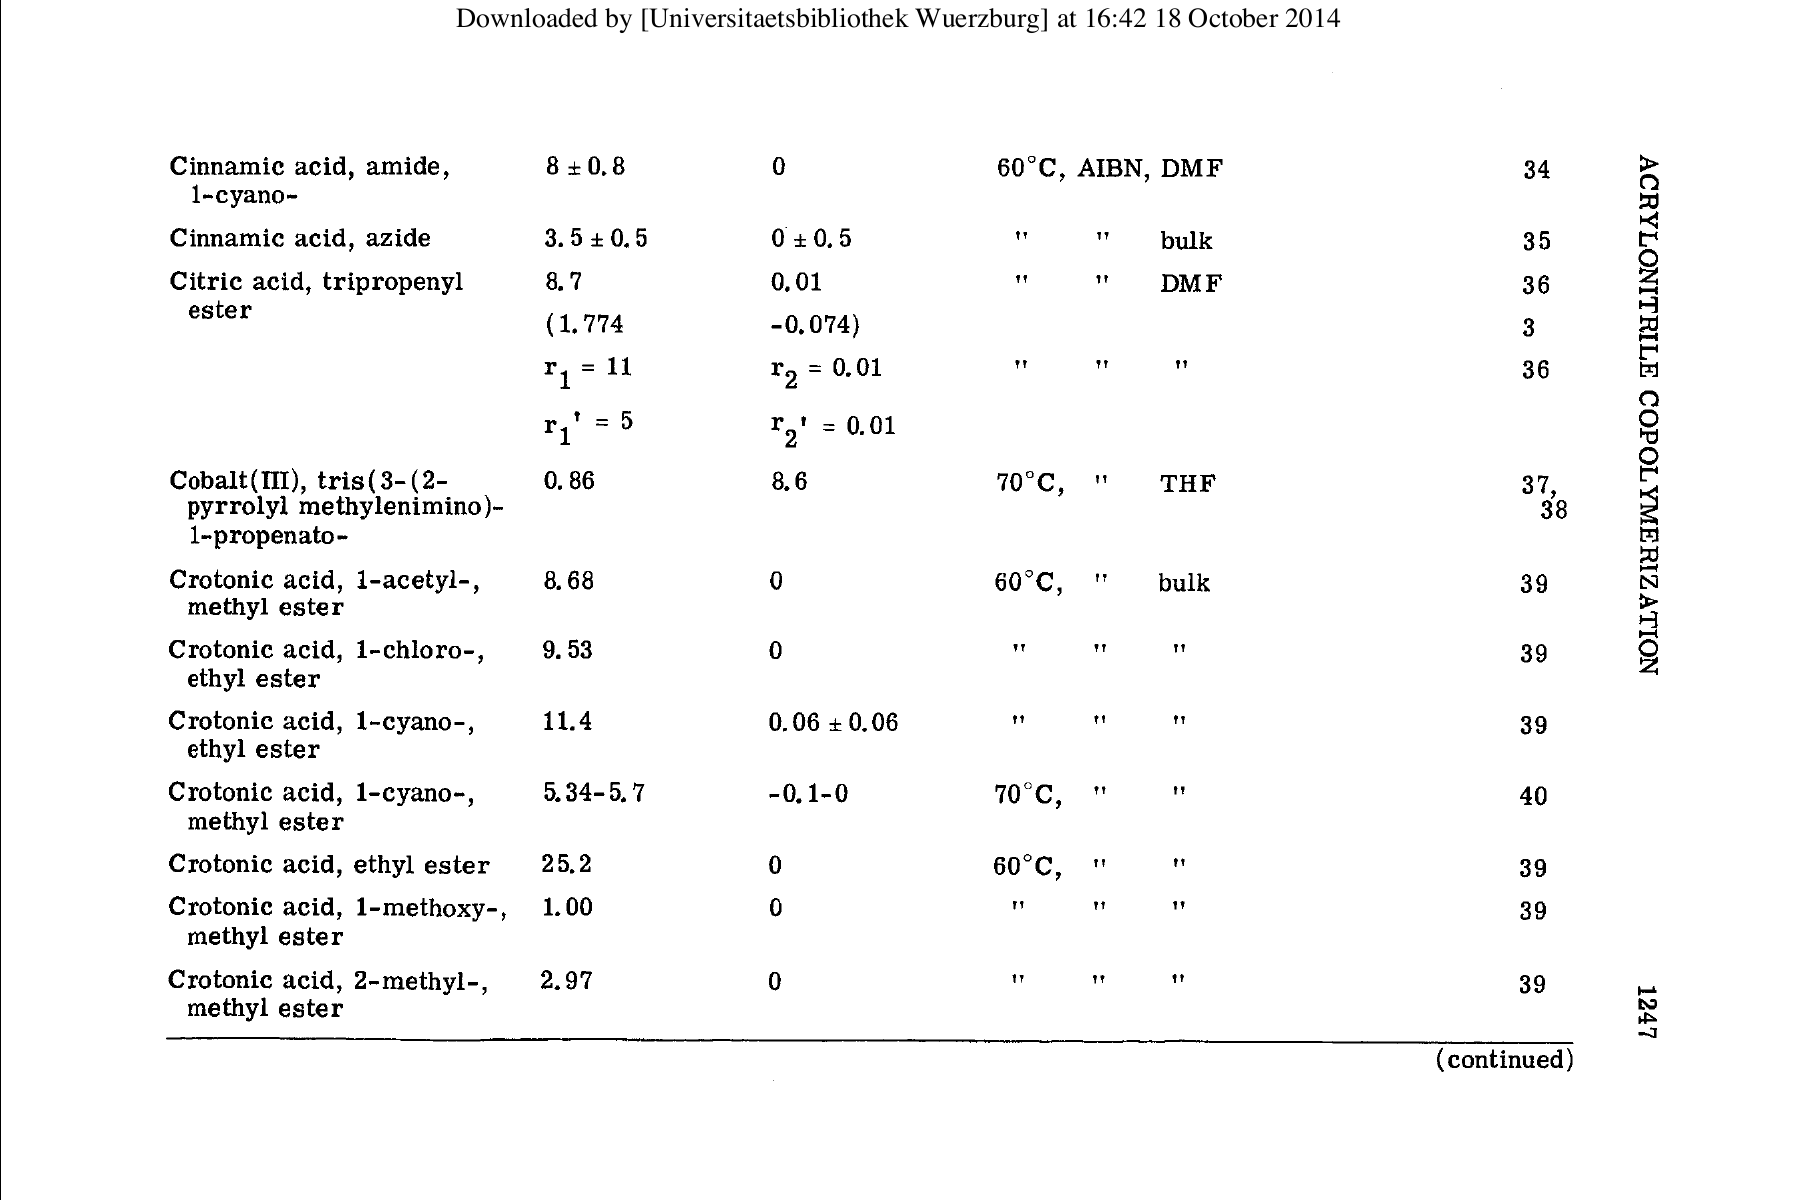 Downloaded by [Universitaetsbibliothek Wuerzburg] at 16:42 18 October 2014
Cinnamic acid, amide, 8 ± 0.8 0 60°C, AIBN, DMF 34
1-cyano-
Cinnamic acid, azide 3.5 ± 0.5 0 ± 0.5 " " bulk 35
Citric acid, tripropenyl 8.7 0.01 " " DMF 36
ester
(1.774 -0.074) 3
r1 = 11 r2 = 0.01 " " " 36
r1' = 5 r2' = 0.01
Cobalt(III), tris(3-(2- 0.86 8.6 70°C, " THF 37,
pyrrolyl methylenimino)- 38
1-propenato-
Crotonic acid, 1-acetyl-, 8.68 0 60°C, " bulk 39
methyl ester
Crotonic acid, 1-chloro-, 9.53 0 " " " 39
ethyl ester
Crotonic acid, 1-cyano-, 11.4 0.06 ± 0.06 " " " 39
ethyl ester
Crotonic acid, 1-cyano-, 5.34-5.7 -0.1-0 70°C, " " 40
methyl ester
Crotonic acid, ethyl ester 25.2 0 60°C, " " 39
Crotonic acid, 1-methoxy-, 1.00 0 " " " 39
methyl ester
Crotonic acid, 2-methyl-, 2.97 0 " " " 39
methyl ester
(continued)
ACRYLONITRILE COPOLYMERIZATION
1247